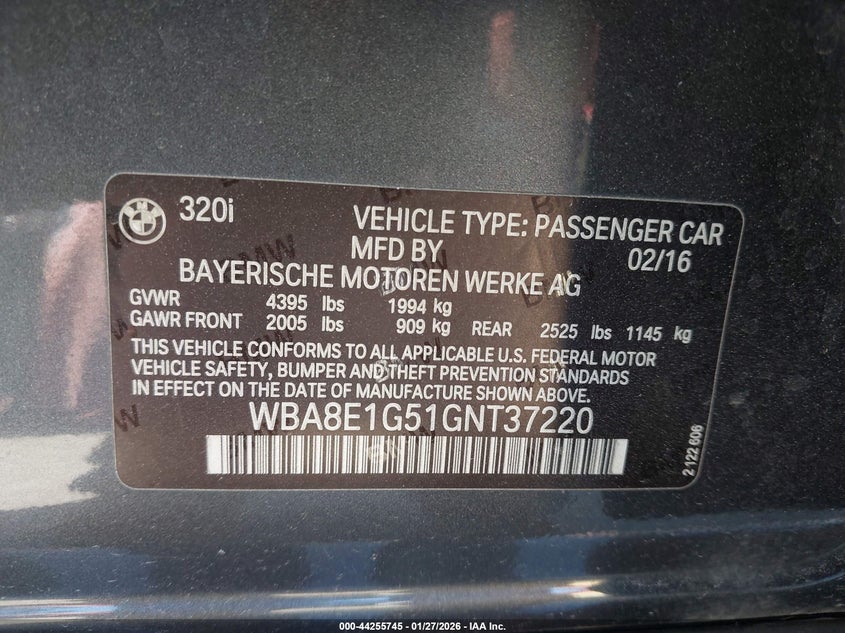 320i
VEHICLE TYPE: PASSENGER CAR
MFD BY 02/16
BAYERISCHE MOTOREN WERKE AG
GVWR 4395 lbs 1994 kg
GAWR FRONT 2005 lbs 909 kg REAR 2525 lbs 1145 kg
THIS VEHICLE CONFORMS TO ALL APPLICABLE U.S. FEDERAL MOTOR
VEHICLE SAFETY, BUMPER AND THEFT PREVENTION STANDARDS
IN EFFECT ON THE DATE OF MANUFACTURE SHOWN ABOVE.
WBA8E1G51GNT37220
2 122 606
000-44255745 - 01/27/2026 - IAA Inc.